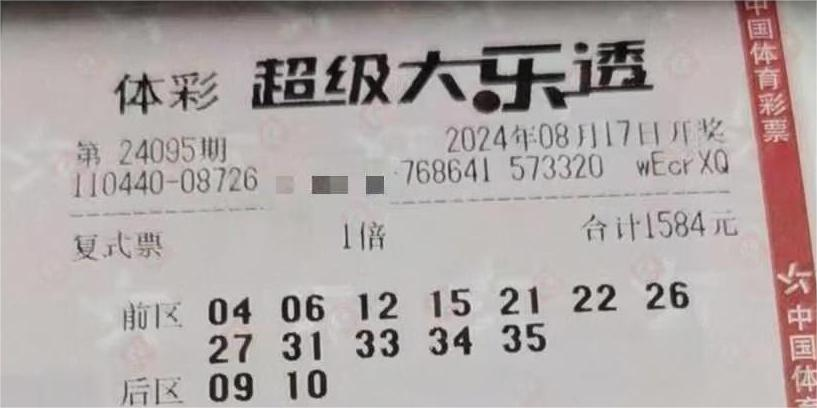 体彩 超级大乐透
第 24095期 2024年08月17日开奖
110440-08726 768641 573320 wEcrXQ
复式票 1倍 合计1584元
前区 04 06 12 15 21 22 26
27 31 33 34 35
后区 09 10
中国体育彩票
中国体育